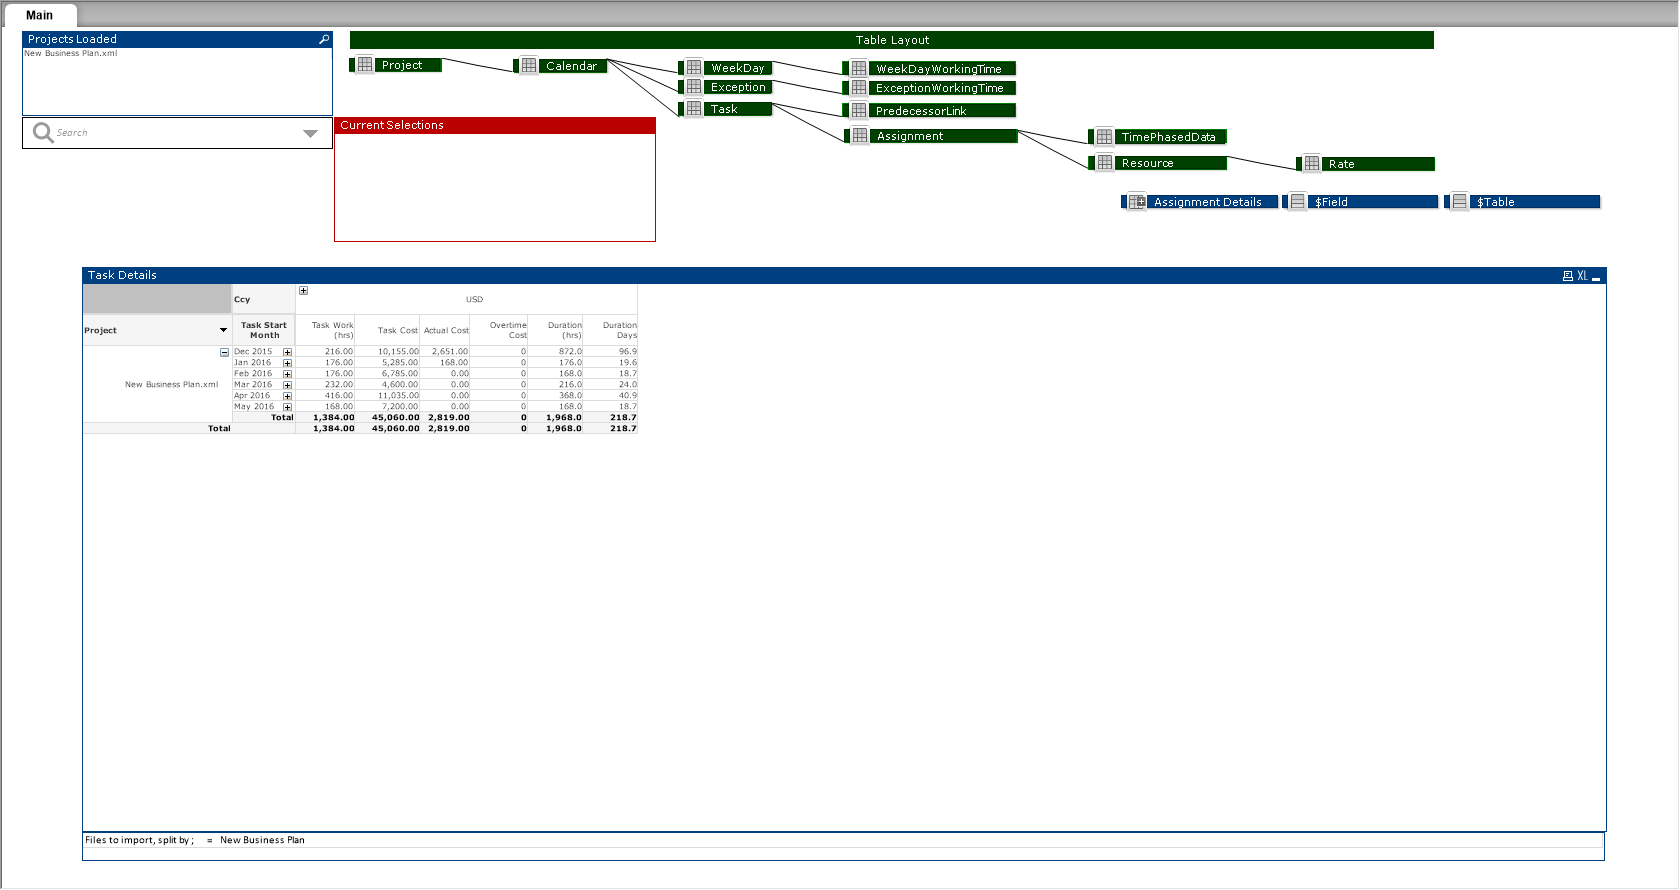 Main
Projects Loaded
New Business Plan.xml
Search
Current Selections
Table Layout
Project
Calendar
WeekDay
WeekDayWorkingTime
Exception
ExceptionWorkingTime
Task
PredecessorLink
Assignment
TimePhasedData
Resource
Rate
Assignment Details
$Field
$Table
Task Details
XL
Ccy
USD
Project
Task Start Month
Task Work (hrs)
Task Cost
Actual Cost
Overtime Cost
Duration (hrs)
Duration Days
New Business Plan.xml
Dec 2015 216.00 10,155.00 2,651.00 0 872.0 96.9
Jan 2016 176.00 5,285.00 168.00 0 176.0 19.6
Feb 2016 176.00 6,785.00 0.00 0 168.0 18.7
Mar 2016 232.00 4,600.00 0.00 0 216.0 24.0
Apr 2016 416.00 11,035.00 0.00 0 368.0 40.9
May 2016 168.00 7,200.00 0.00 0 168.0 18.7
Total 1,384.00 45,060.00 2,819.00 0 1,968.0 218.7
Total 1,384.00 45,060.00 2,819.00 0 1,968.0 218.7
Files to import, split by ; = New Business Plan